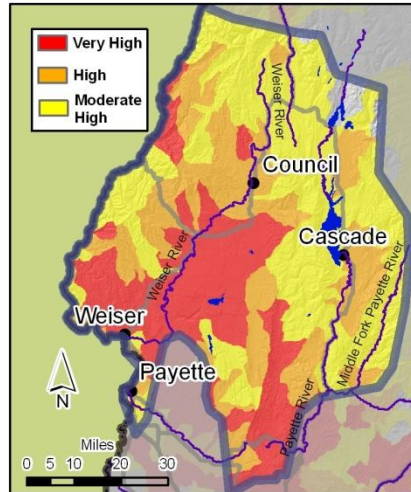 Very High
High
Moderate
High
Weiser River
Council
Cascade
Weiser River
Middle Fork Payette River
Weiser
Payette
Payette River
N
Miles
0 5 10 20 30